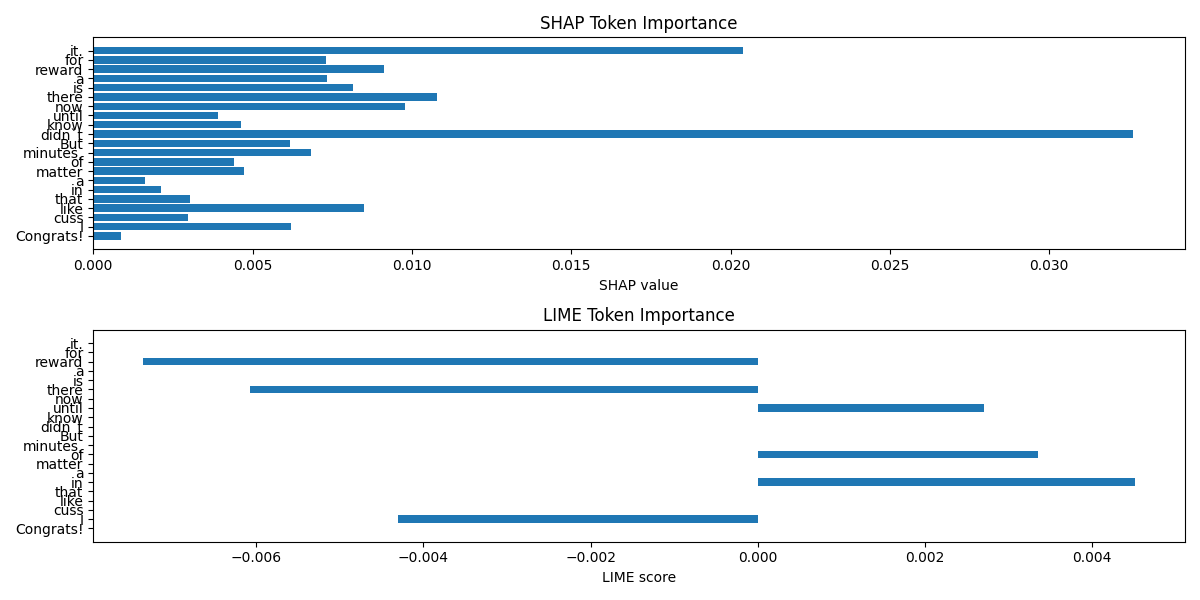 SHAP Token Importance
it.
for
reward
a
is
there
now
until
know
didn't
But
minutes.
of
matter
a
in
that
like
cuss
I
Congrats!
0.000 0.005 0.010 0.015 0.020 0.025 0.030
SHAP value
LIME Token Importance
it.
for
reward
a
is
there
now
until
know
didn't
But
minutes.
of
matter
a
in
that
like
cuss
I
Congrats!
−0.006 −0.004 −0.002 0.000 0.002 0.004
LIME score